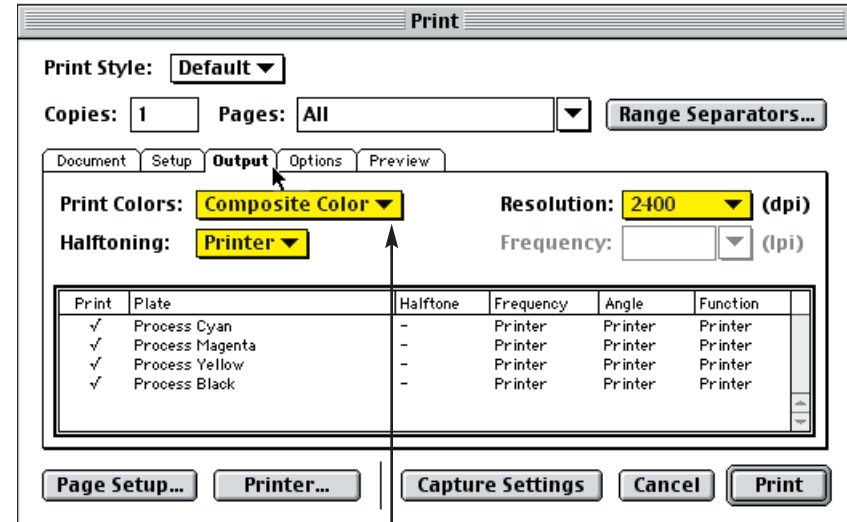 Print
Print Style: Default
Copies: 1 Pages: All Range Separators...
Document Setup Output Options Preview
Print Colors: Composite Color Resolution: 2400 (dpi)
Halftoning: Printer Frequency: (lpi)
Print Plate Halftone Frequency Angle Function
√ Process Cyan - Printer Printer Printer
√ Process Magenta - Printer Printer Printer
√ Process Yellow - Printer Printer Printer
√ Process Black - Printer Printer Printer
Page Setup... Printer... Capture Settings Cancel Print